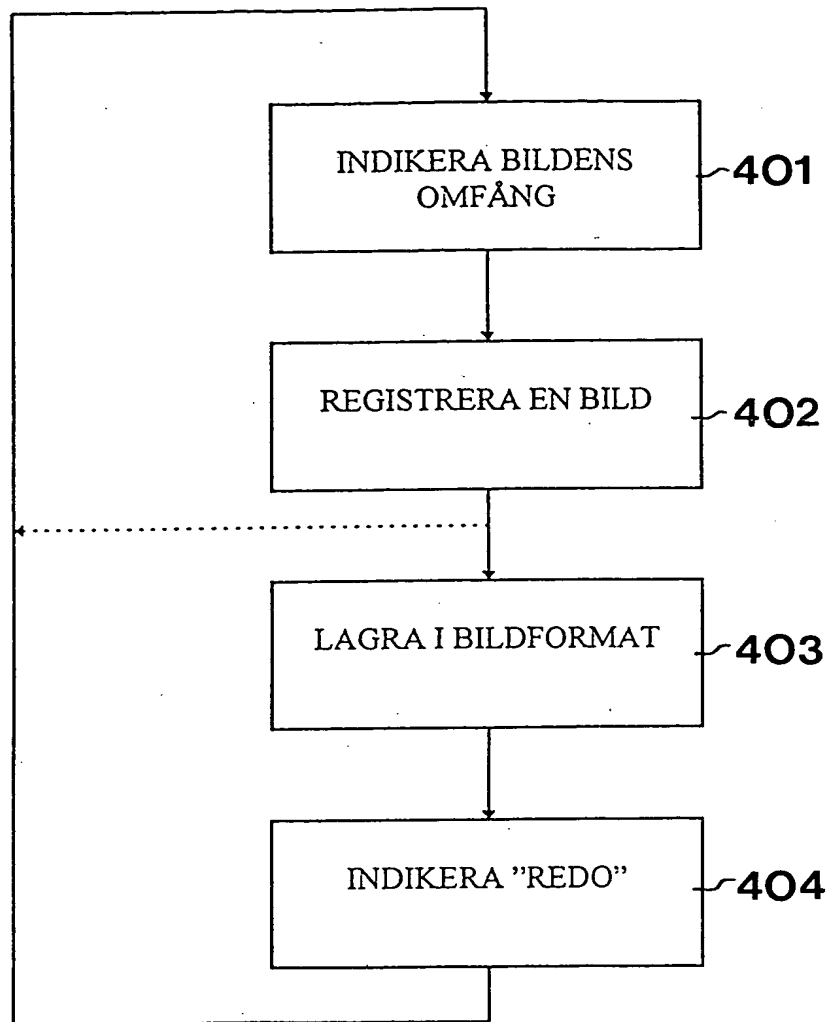 INDIKERA BILDENS
OMFÅNG
401
REGISTRERA EN BILD
402
LAGRA I BILDFORMAT
403
INDIKERA ”REDO”
404